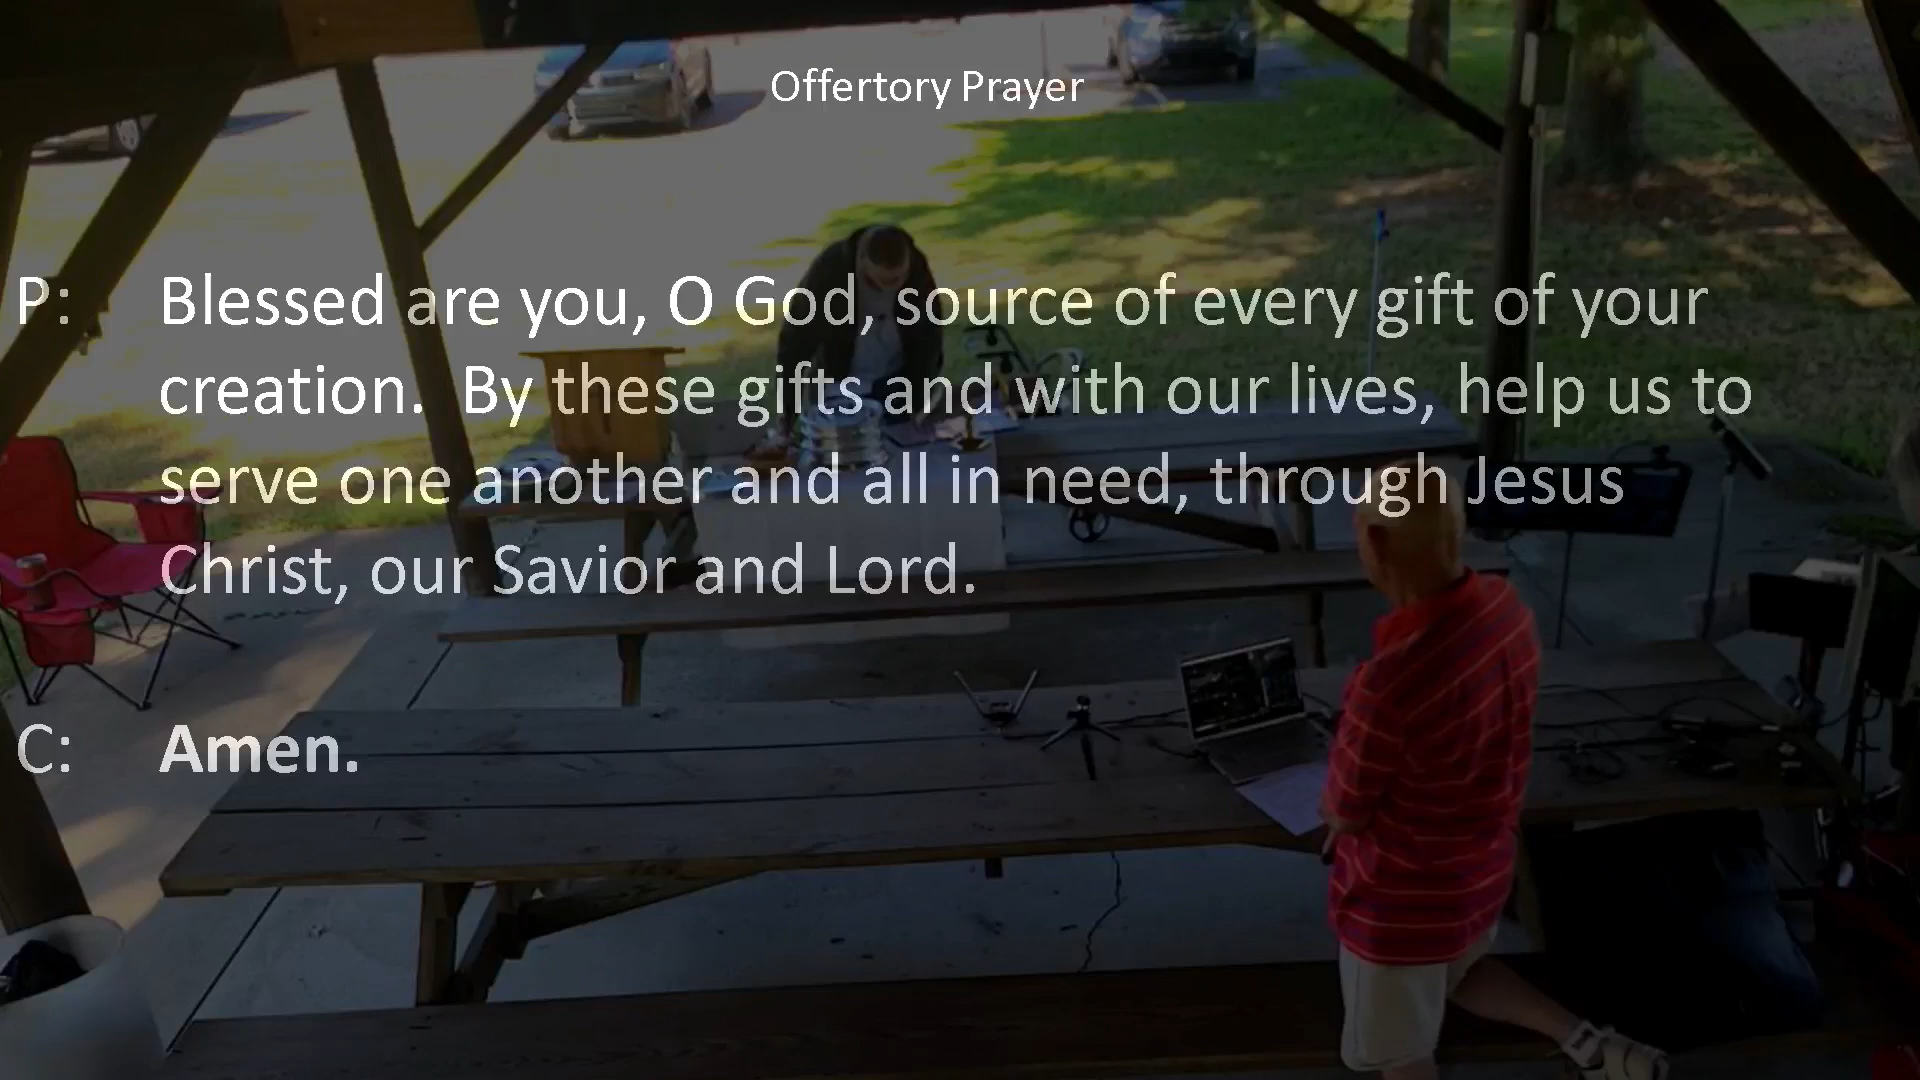 Offertory Prayer
P: Blessed are you, O God, source of every gift of your
creation. By these gifts and with our lives, help us to
serve one another and all in need, through Jesus
Christ, our Savior and Lord.
C: Amen.